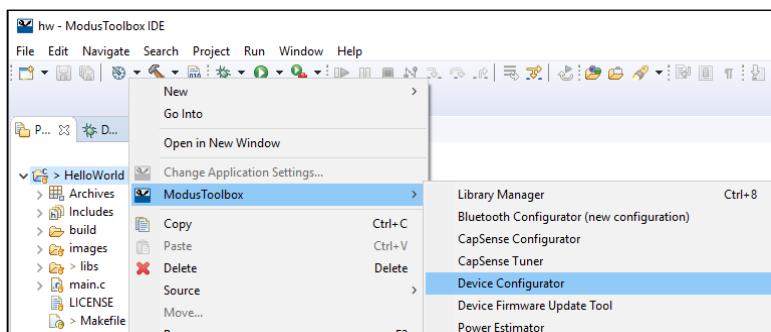 hw - ModusToolbox IDE
File Edit Navigate Search Project Run Window Help
P... D...
New
Go Into
Open in New Window
> HelloWorld
Change Application Settings...
Archives
ModusToolbox
Library Manager Ctrl+8
Includes
Bluetooth Configurator (new configuration)
build
Copy Ctrl+C
CapSense Configurator
images
Paste Ctrl+V
CapSense Tuner
> libs
Delete Delete
Device Configurator
main.c
Source
LICENSE
Device Firmware Update Tool
Move...
> Makefile
Power Estimator